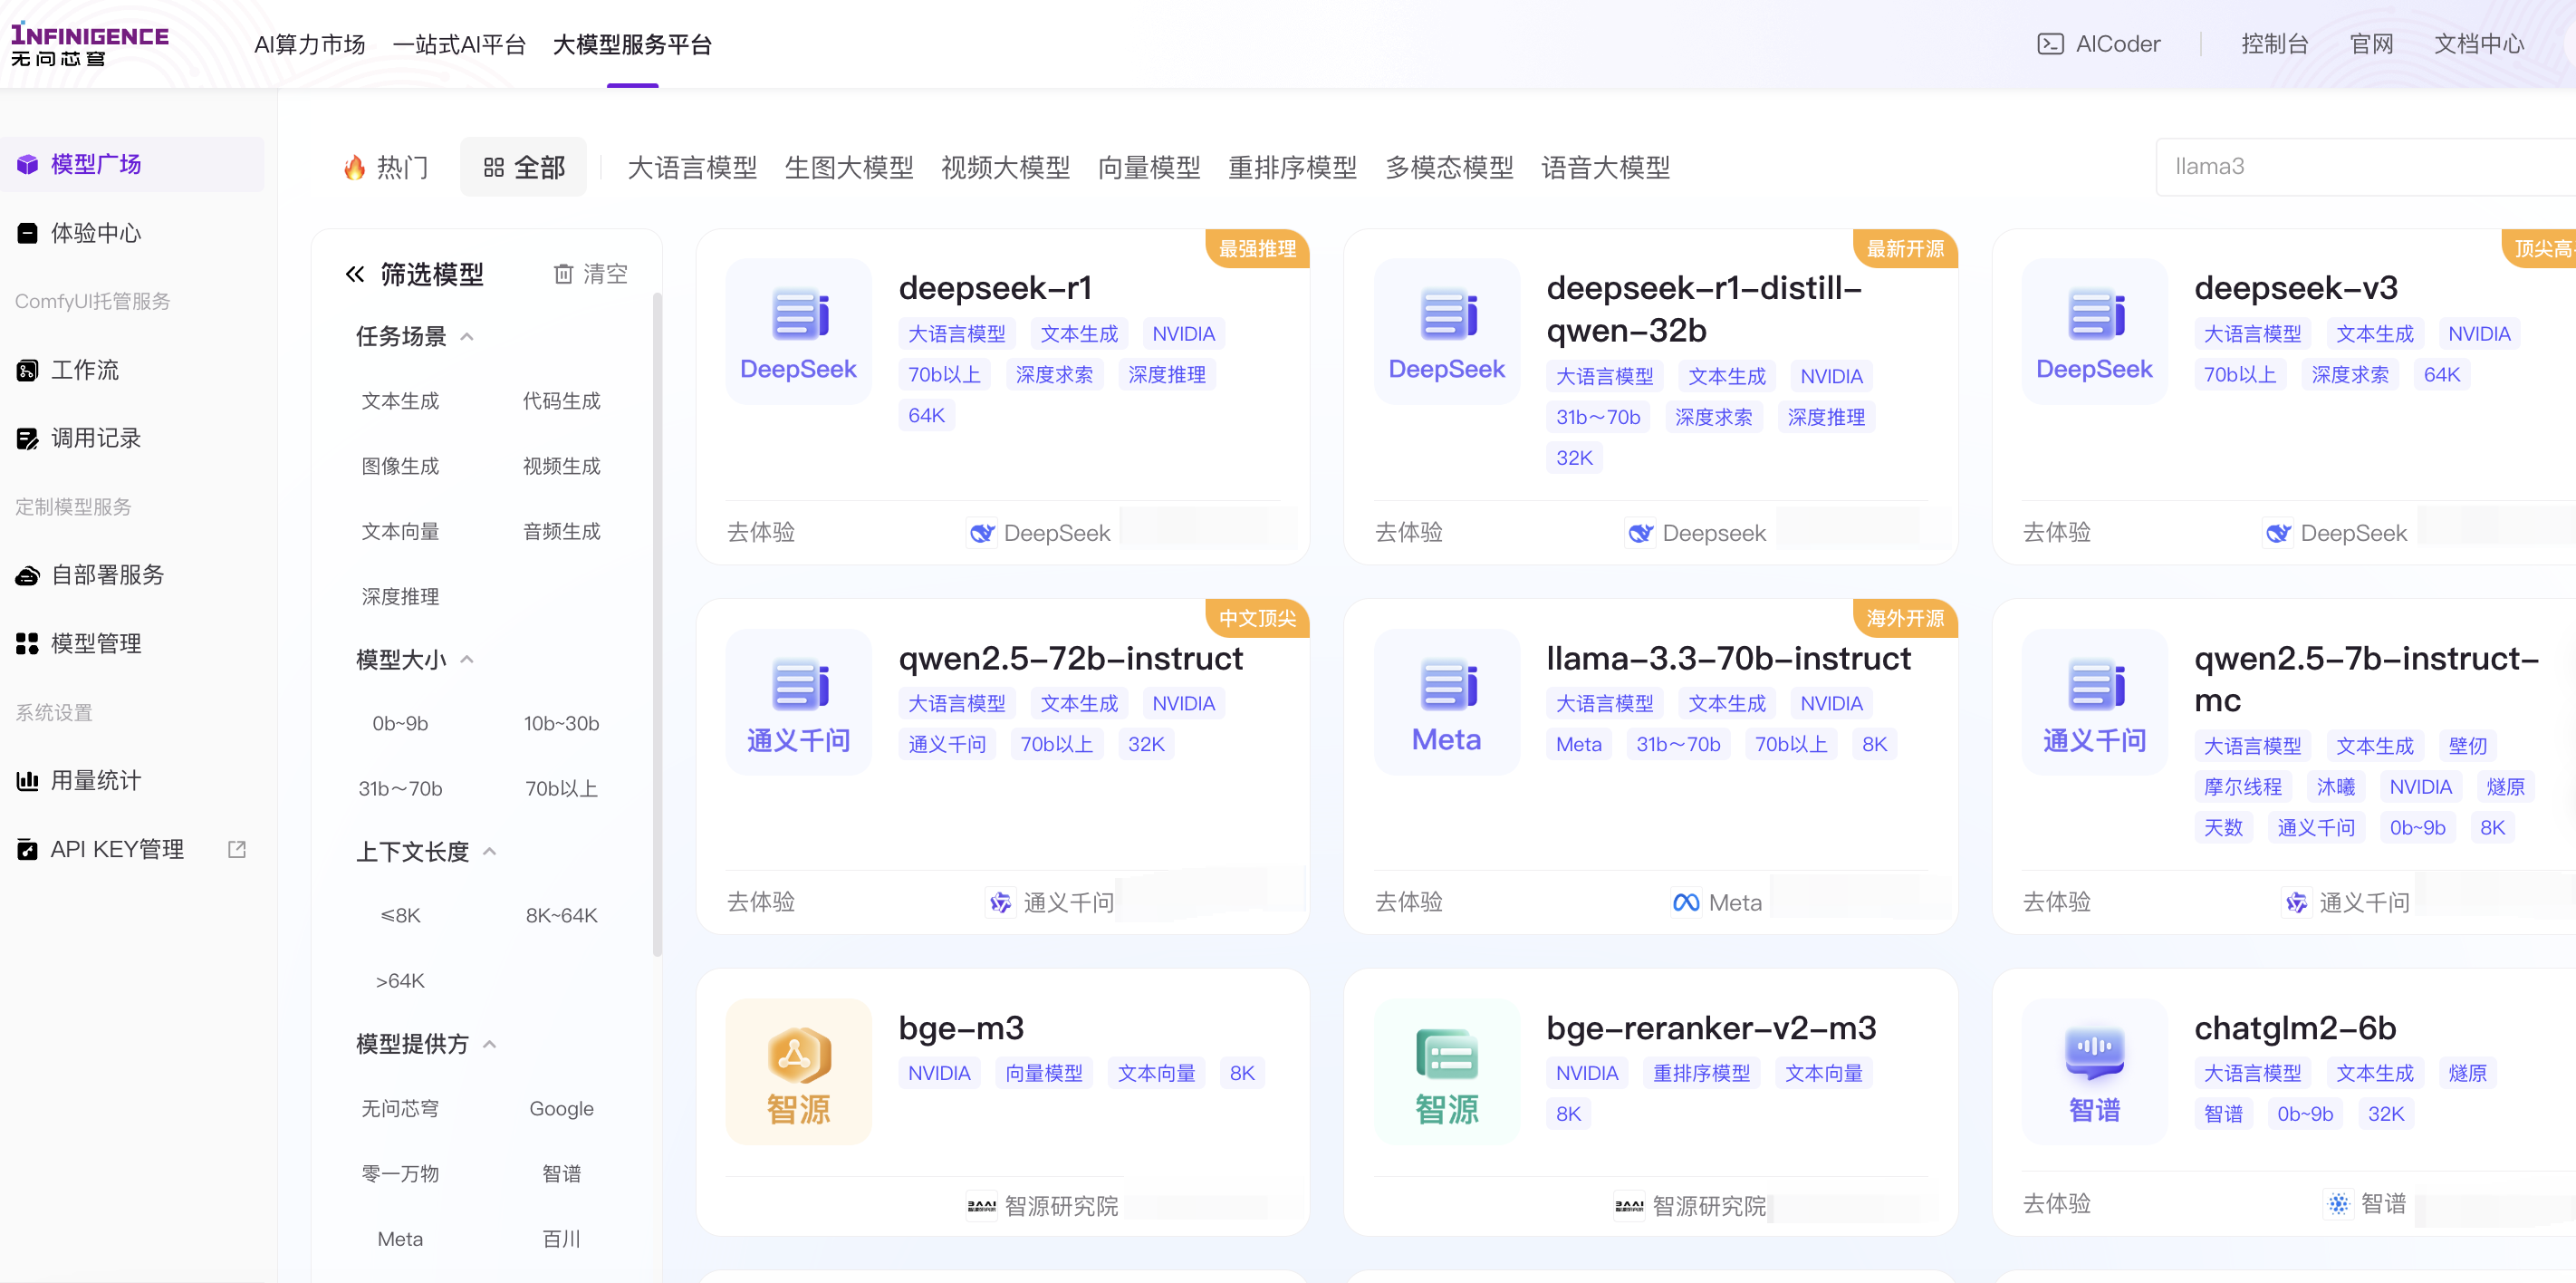 INFINIGENCE
无问芯穹
AI算力市场 一站式AI平台 大模型服务平台
AICoder 控制台 官网 文档中心
模型广场
体验中心
ComfyUI托管服务
工作流
调用记录
定制模型服务
自部署服务
模型管理
系统设置
用量统计
API KEY管理
热门 全部 大语言模型 生图大模型 视频大模型 向量模型 重排序模型 多模态模型 语音大模型
llama3
筛选模型 清空
任务场景
文本生成 代码生成
图像生成 视频生成
文本向量 音频生成
深度推理
模型大小
0b~9b 10b~30b
31b～70b 70b以上
上下文长度
≤8K 8K~64K
>64K
模型提供方
无问芯穹 Google
零一万物 智谱
Meta 百川
最强推理
DeepSeek
deepseek-r1
大语言模型 文本生成 NVIDIA
70b以上 深度求索 深度推理
64K
去体验 DeepSeek
最新开源
DeepSeek
deepseek-r1-distill-
qwen-32b
大语言模型 文本生成 NVIDIA
31b～70b 深度求索 深度推理
32K
去体验 Deepseek
顶尖高
DeepSeek
deepseek-v3
大语言模型 文本生成 NVIDIA
70b以上 深度求索 64K
去体验 DeepSeek
中文顶尖
通义千问
qwen2.5-72b-instruct
大语言模型 文本生成 NVIDIA
通义千问 70b以上 32K
去体验 通义千问
海外开源
Meta
llama-3.3-70b-instruct
大语言模型 文本生成 NVIDIA
Meta 31b～70b 70b以上 8K
去体验 Meta
通义千问
qwen2.5-7b-instruct-
mc
大语言模型 文本生成 壁仞
摩尔线程 沐曦 NVIDIA 燧原
天数 通义千问 0b~9b 8K
去体验 通义千问
智源
bge-m3
NVIDIA 向量模型 文本向量 8K
BAAI 智源研究院
智源
bge-reranker-v2-m3
NVIDIA 重排序模型 文本向量
8K
BAAI 智源研究院
智谱
chatglm2-6b
大语言模型 文本生成 燧原
智谱 0b~9b 32K
去体验 智谱